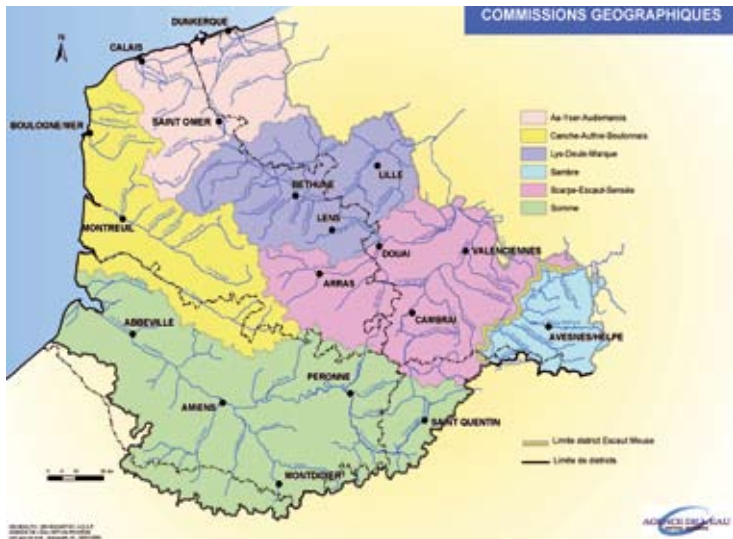 COMMISSIONS GEOGRAPHIQUES
DUNKERQUE
N
CALAIS
BOULOGNE/MER
SAINT OMER
Aa-Yser-Audomarois
Canche-Authie-Boulonnais
Lys-Deule-Marque
Sambre
Scarpe-Escaut-Sensée
Somme
LILLE
BETHUNE
LENS
MONTREUIL
DOUAI
VALENCIENNES
ARRAS
CAMBRAI
ABBEVILLE
AVESNES/HELPE
PERONNE
AMIENS
SAINT QUENTIN
MONTDIDIER
Limite district Escaut Meuse
Limite de districts
AGENCE DE L'EAU